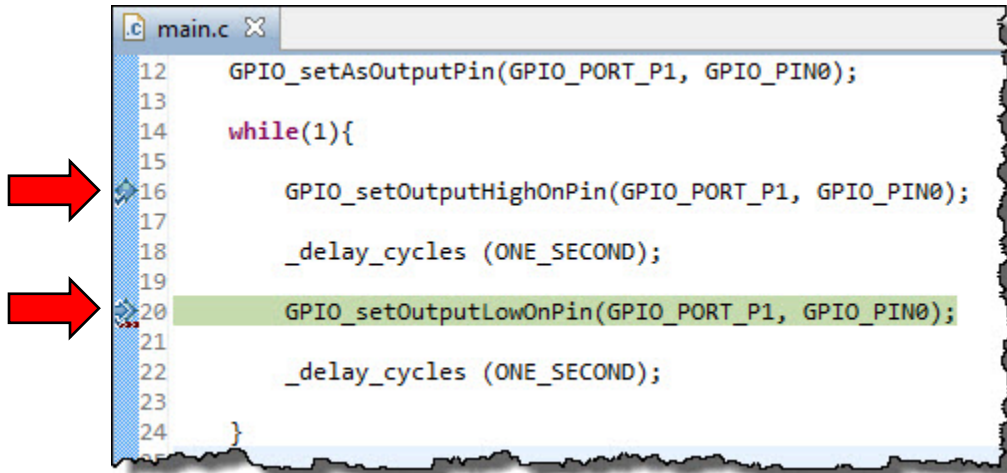 main.c
12 GPIO_setAsOutputPin(GPIO_PORT_P1, GPIO_PIN0);
13
14 while(1){
15
16 GPIO_setOutputHighOnPin(GPIO_PORT_P1, GPIO_PIN0);
17
18 _delay_cycles (ONE_SECOND);
19
20 GPIO_setOutputLowOnPin(GPIO_PORT_P1, GPIO_PIN0);
21
22 _delay_cycles (ONE_SECOND);
23
24 }